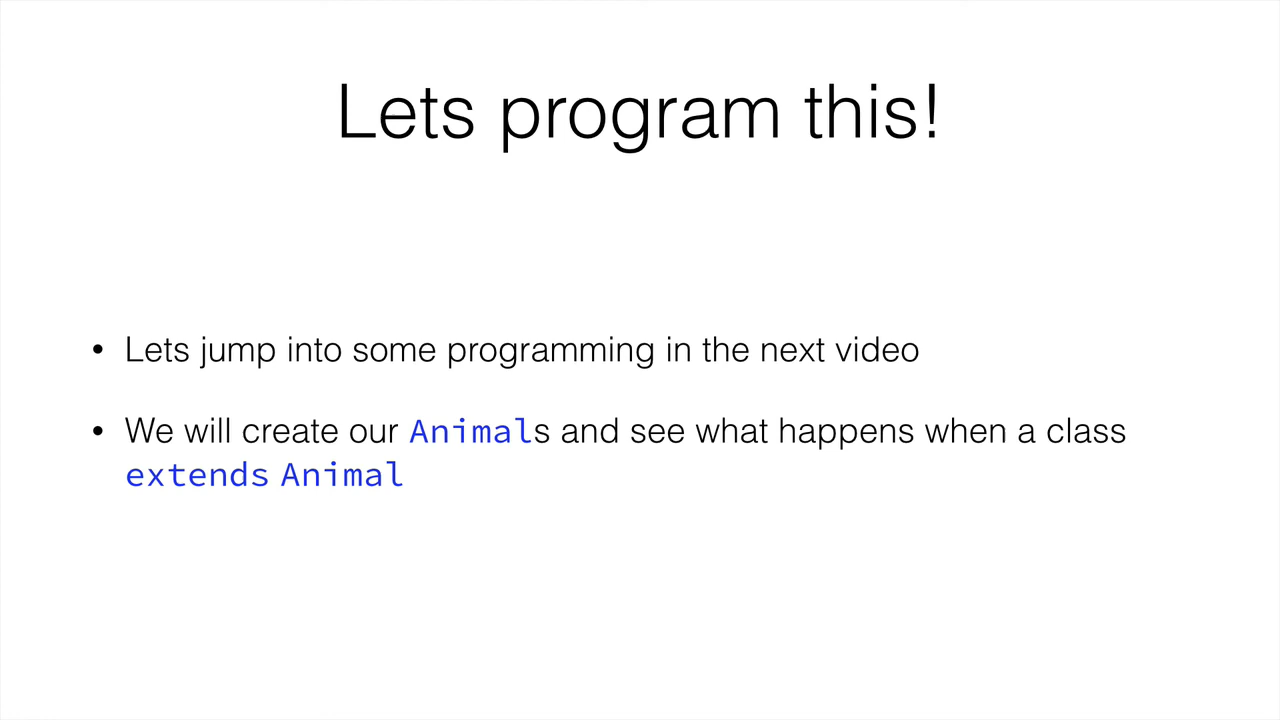 Lets program this!
• Lets jump into some programming in the next video
• We will create our Animals and see what happens when a class
extends Animal